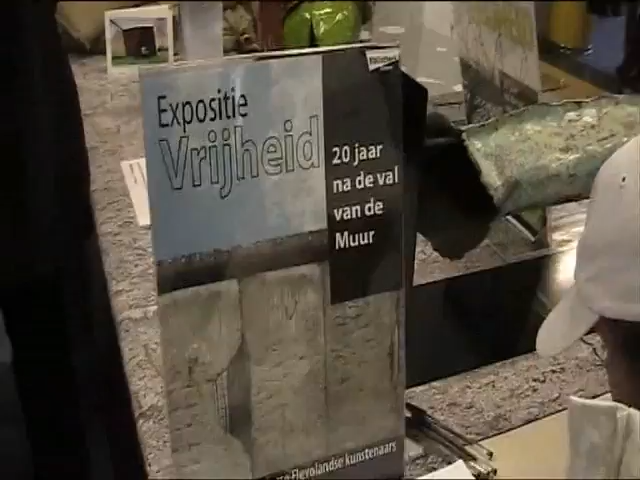 Expositie
Vrijheid
20 jaar
na de val
van de
Muur
Flevolandse kunstenaars